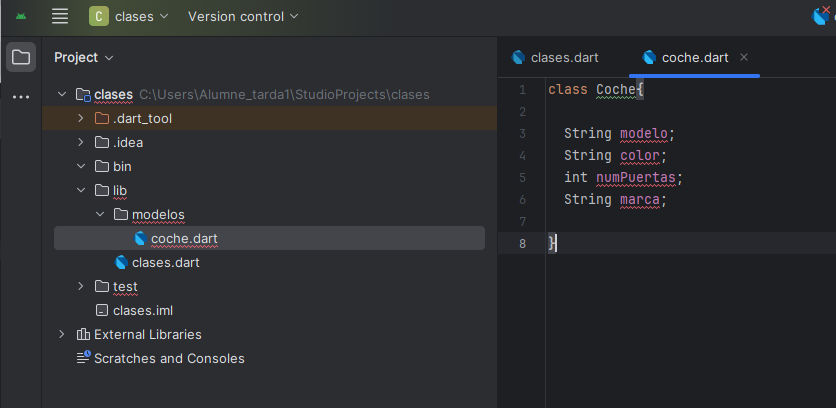 C clases Version control
Project
clases.dart coche.dart
clases C:\Users\Alumne_tarda1\StudioProjects\clases
.dart_tool
.idea
bin
lib
modelos
coche.dart
clases.dart
test
clases.iml
External Libraries
Scratches and Consoles
1 class Coche{
2
3 String modelo;
4 String color;
5 int numPuertas;
6 String marca;
7
8 }